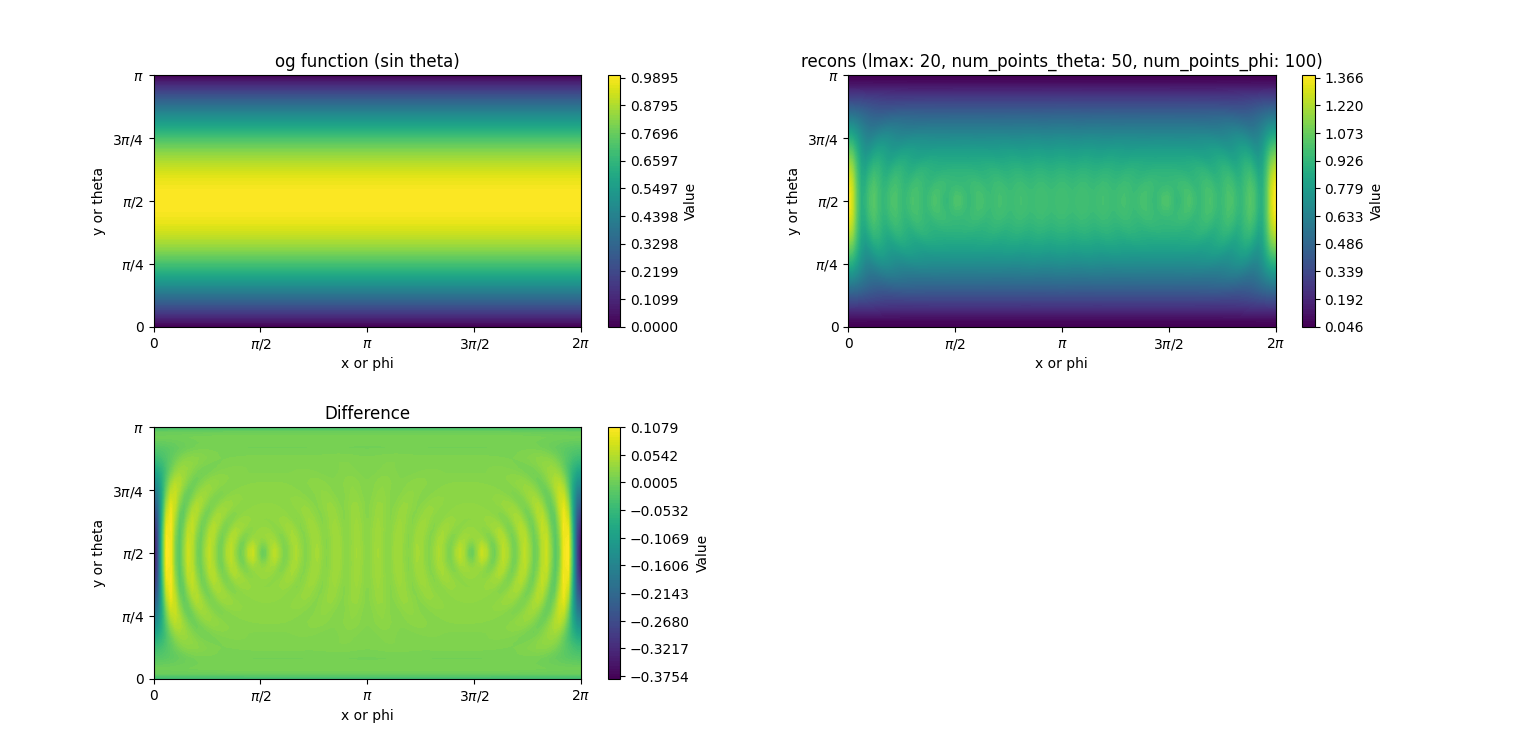 og function (sin theta)
π
3π/4
π/2
π/4
0
y or theta
0
π/2
π
3π/2
2π
x or phi
0.9895
0.8795
0.7696
0.6597
0.5497
0.4398
0.3298
0.2199
0.1099
0.0000
Value
recons (lmax: 20, num_points_theta: 50, num_points_phi: 100)
π
3π/4
π/2
π/4
0
y or theta
0
π/2
π
3π/2
2π
x or phi
1.366
1.220
1.073
0.926
0.779
0.633
0.486
0.339
0.192
0.046
Value
Difference
π
3π/4
π/2
π/4
0
y or theta
0
π/2
π
3π/2
2π
x or phi
0.1079
0.0542
0.0005
−0.0532
−0.1069
−0.1606
−0.2143
−0.2680
−0.3217
−0.3754
Value